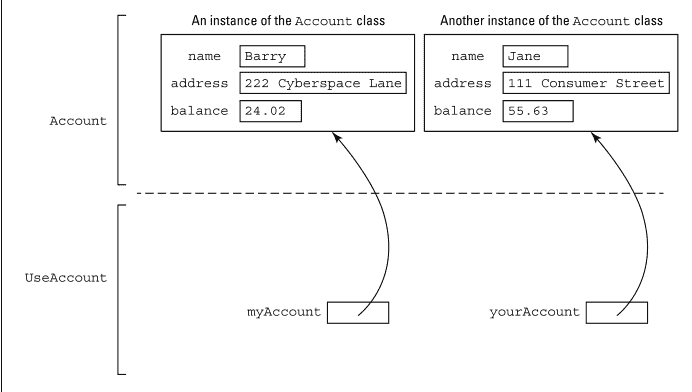 An instance of the Account class
Another instance of the Account class
name Barry
address 222 Cyberspace Lane
balance 24.02
name Jane
address 111 Consumer Street
balance 55.63
Account
UseAccount
myAccount
yourAccount